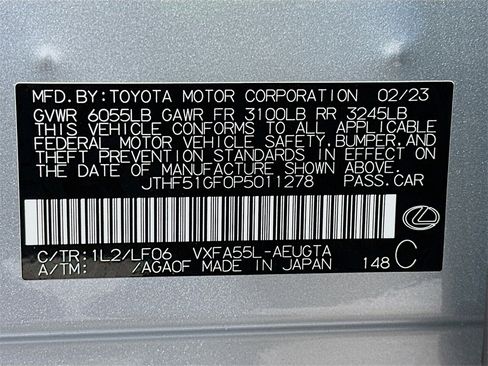 MFD.BY:TOYOTA MOTOR CORPORATION 02/23
GVWR 6055LB GAWR FR 3100LB RR 3245LB
THIS VEHICLE CONFORMS TO ALL APPLICABLE
FEDERAL MOTOR VEHICLE SAFETY,BUMPER,AND
THEFT PREVENTION STANDARDS IN EFFECT ON
THE DATE OF MANUFACTURE SHOWN ABOVE.
JTHF51GF0P5011278 PASS.CAR
C/TR:1L2/LF06 VXFA55L-AEUGTA
A/TM: /AGA0F MADE IN JAPAN 148 C